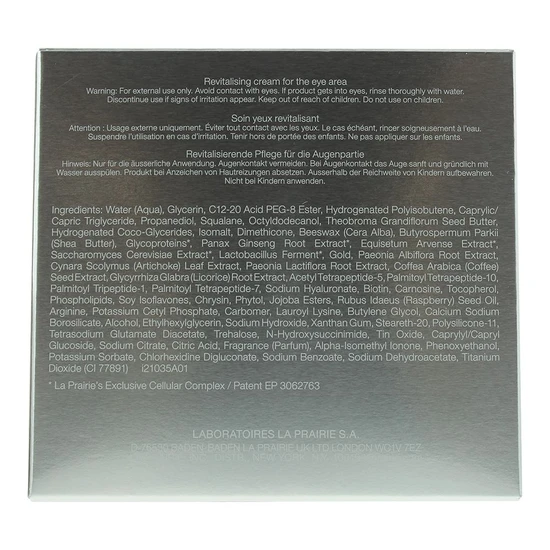 Revitalising cream for the eye area
Warning: For external use only. Avoid contact with eyes. If product gets into eyes, rinse thoroughly with water.
Discontinue use if signs of irritation appear. Keep out of reach of children. Do not use on children.
Soin yeux revitalisant
Attention : Usage externe uniquement. Éviter tout contact avec les yeux. Le cas échéant, rincer soigneusement à l'eau.
Suspendre l'utilisation en cas d'irritation. Tenir hors de portée des enfants. Ne pas appliquer sur les enfants.
Revitalisierende Pflege für die Augenpartie
Hinweis: Nur für die äusserliche Anwendung. Augenkontakt vermeiden. Bei Augenkontakt das Auge sanft und gründlich mit
Wasser ausspülen. Produkt bei Anzeichen von Hautreizungen absetzen. Ausserhalb der Reichweite von Kindern aufbewahren.
Nicht bei Kindern anwenden.
Ingredients: Water (Aqua), Glycerin, C12-20 Acid PEG-8 Ester, Hydrogenated Polyisobutene, Caprylic/
Capric Triglyceride, Propanediol, Squalane, Octyldodecanol, Theobroma Grandiflorum Seed Butter,
Hydrogenated Coco-Glycerides, Isomalt, Dimethicone, Beeswax (Cera Alba), Butyrospermum Parkii
(Shea Butter), Glycoproteins*, Panax Ginseng Root Extract*, Equisetum Arvense Extract*,
Saccharomyces Cerevisiae Extract*, Lactobacillus Ferment*, Gold, Paeonia Albiflora Root Extract,
Cynara Scolymus (Artichoke) Leaf Extract, Paeonia Lactiflora Root Extract, Coffea Arabica (Coffee)
Seed Extract, Glycyrrhiza Glabra (Licorice) Root Extract, Palmitoyl Tripeptide-5, Acetyl Tetrapeptide-10,
Palmitoyl Tripeptide-1, Palmitoyl Tetrapeptide-7, Sodium Hyaluronate, Biotin, Carnosine, Tocopherol,
Phospholipids, Soy Isoflavones, Chrysin, Phytol, Jojoba Esters, Rubus Idaeus (Raspberry) Seed Oil,
Arginine, Potassium Cetyl Phosphate, Carbomer, Lauroyl Lysine, Butylene Glycol, Calcium Sodium
Borosilicate, Alcohol, Ethylhexylglycerin, Sodium Hydroxide, Xanthan Gum, Steareth-20, Polysilicone-11,
Tetrasodium Glutamate Diacetate, Trehalose, N-Hydroxysuccinimide, Tin Oxide, Caprylyl/Capryl
Glucoside, Sodium Citrate, Citric Acid, Fragrance (Parfum), Alpha-Isomethyl Ionone, Phenoxyethanol,
Potassium Sorbate, Chlorhexidine Digluconate, Sodium Benzoate, Sodium Dehydroacetate, Titanium
Dioxide (CI 77891) I21035A01
* La Prairie's Exclusive Cellular Complex / Patent EP 3062763
LABORATOIRES LA PRAIRIE S.A.
BADEN-BADEN LA PRAIRIE UK LTD LONDON